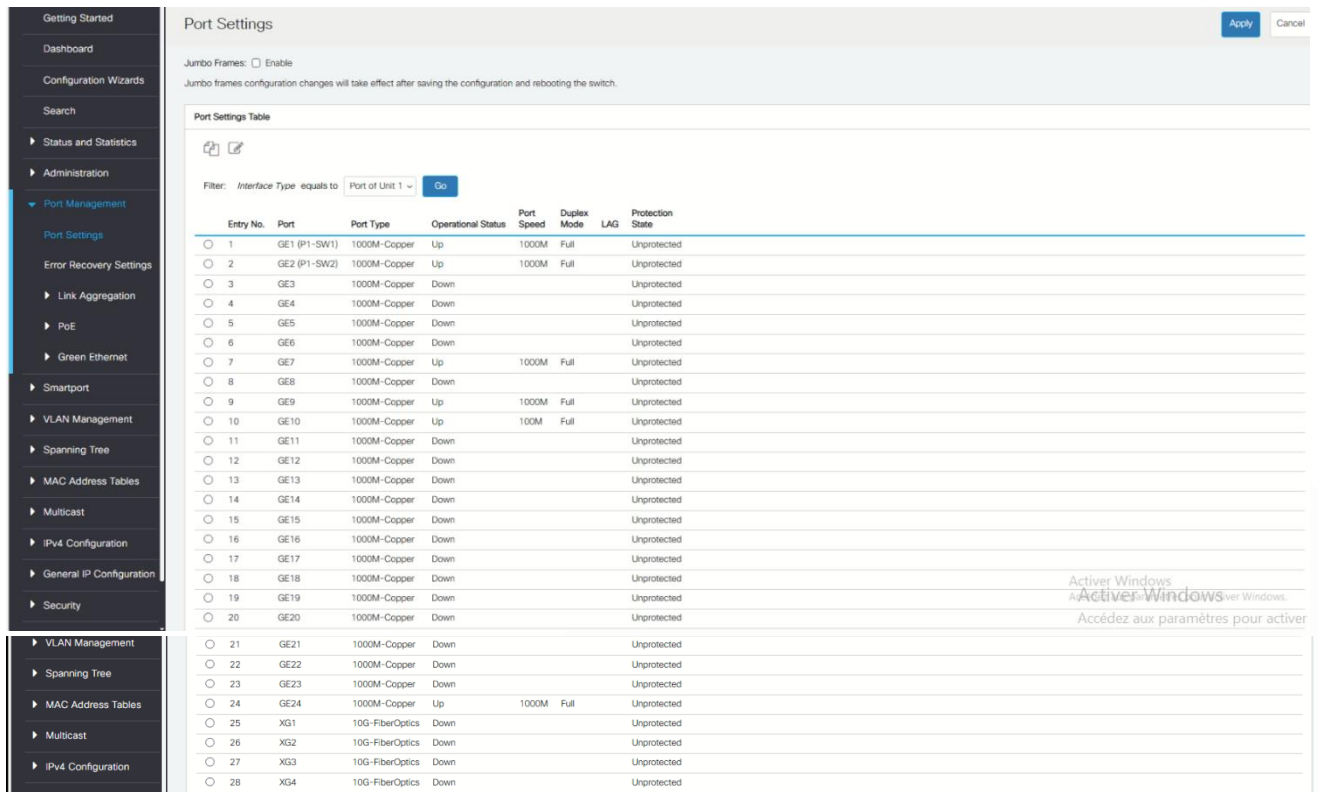 Getting Started
Dashboard
Configuration Wizards
Search
Status and Statistics
Administration
Port Management
Port Settings
Error Recovery Settings
Link Aggregation
PoE
Green Ethernet
Smartport
VLAN Management
Spanning Tree
MAC Address Tables
Multicast
IPv4 Configuration
General IP Configuration
Security
Port Settings
Apply Cancel
Jumbo Frames: Enable
Jumbo frames configuration changes will take effect after saving the configuration and rebooting the switch.
Port Settings Table
Filter: Interface Type equals to Port of Unit 1 Go
Entry No. Port Port Type Operational Status Port Speed Duplex Mode LAG Protection State
1 GE1 (P1-SW1) 1000M-Copper Up 1000M Full Unprotected
2 GE2 (P1-SW2) 1000M-Copper Up 1000M Full Unprotected
3 GE3 1000M-Copper Down Unprotected
4 GE4 1000M-Copper Down Unprotected
5 GE5 1000M-Copper Down Unprotected
6 GE6 1000M-Copper Down Unprotected
7 GE7 1000M-Copper Up 1000M Full Unprotected
8 GE8 1000M-Copper Down Unprotected
9 GE9 1000M-Copper Up 1000M Full Unprotected
10 GE10 1000M-Copper Up 100M Full Unprotected
11 GE11 1000M-Copper Down Unprotected
12 GE12 1000M-Copper Down Unprotected
13 GE13 1000M-Copper Down Unprotected
14 GE14 1000M-Copper Down Unprotected
15 GE15 1000M-Copper Down Unprotected
16 GE16 1000M-Copper Down Unprotected
17 GE17 1000M-Copper Down Unprotected
18 GE18 1000M-Copper Down Unprotected
19 GE19 1000M-Copper Down Unprotected
20 GE20 1000M-Copper Down Unprotected
Activer Windows
Activer Windows
Activer Windows.
Accédez aux paramètres pour activer
VLAN Management
Spanning Tree
MAC Address Tables
Multicast
IPv4 Configuration
21 GE21 1000M-Copper Down Unprotected
22 GE22 1000M-Copper Down Unprotected
23 GE23 1000M-Copper Down Unprotected
24 GE24 1000M-Copper Up 1000M Full Unprotected
25 XG1 10G-FiberOptics Down Unprotected
26 XG2 10G-FiberOptics Down Unprotected
27 XG3 10G-FiberOptics Down Unprotected
28 XG4 10G-FiberOptics Down Unprotected